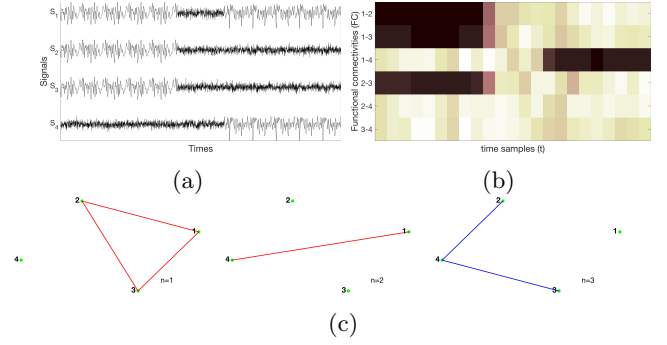 Signals
S1
S2
S3
S4
Times
(a)
Functional connectivities (FC)
1-2
1-3
1-4
2-3
2-4
3-4
time samples (t)
(b)
2
1
4
3
n=1
2
1
4
3
n=2
2
1
4
3
n=3
(c)